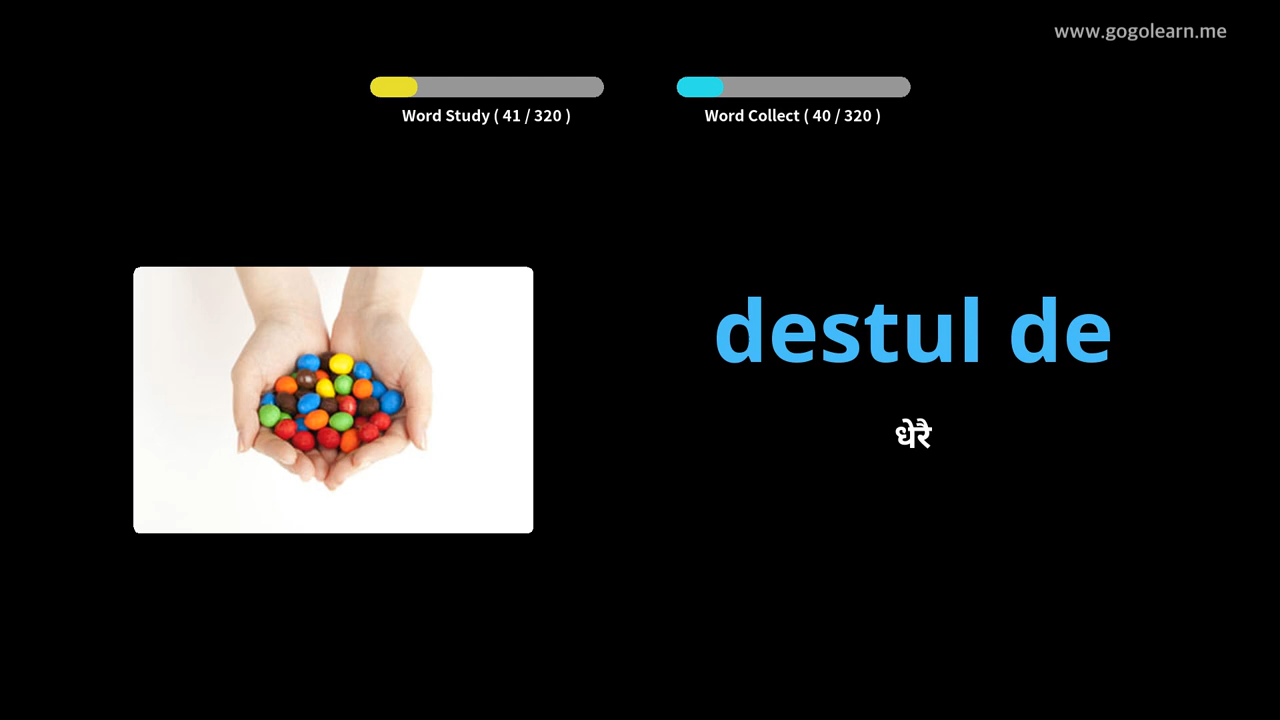 www.gogolearn.me
Word Study ( 41 / 320 )
Word Collect ( 40 / 320 )
destul de
धेरै